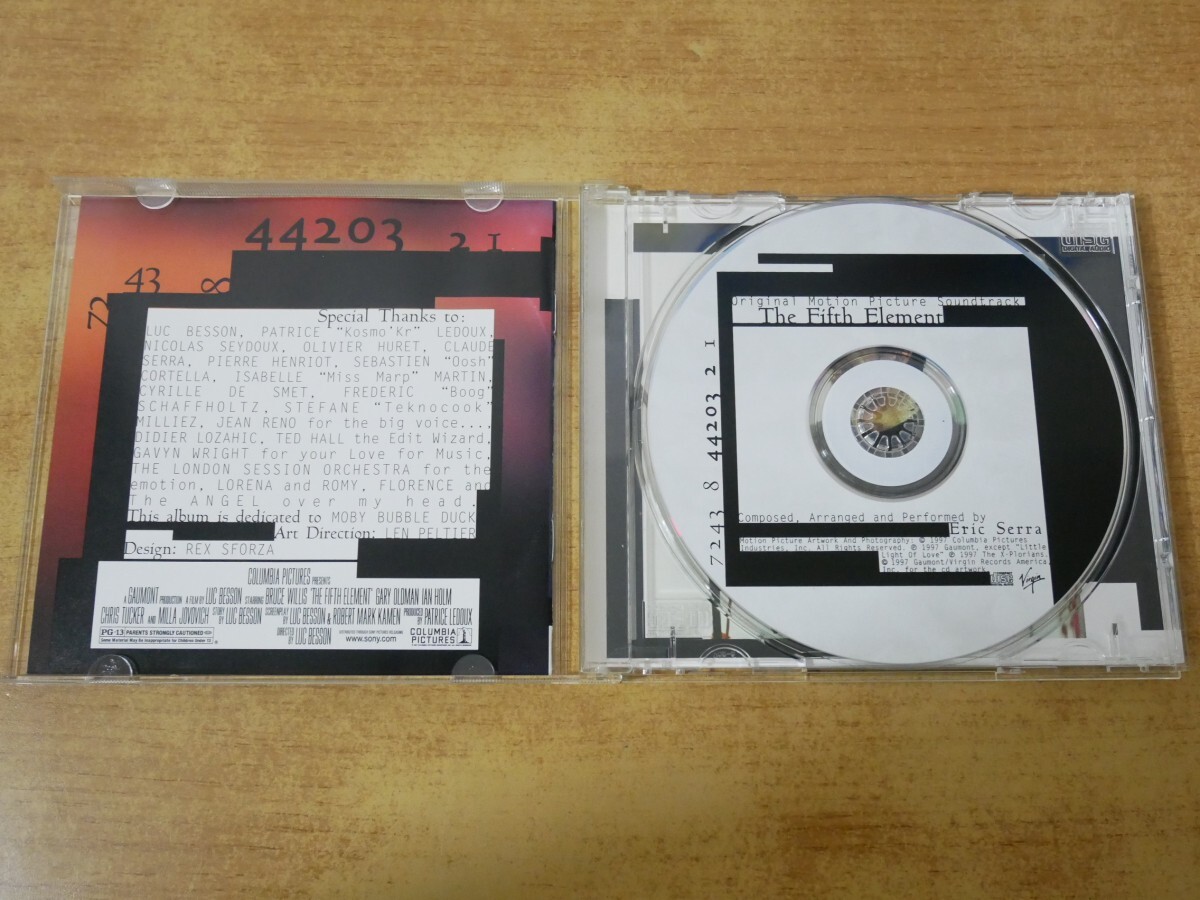 44203
2 1
43
∞
72
Special Thanks to:
LUC BESSON, PATRICE "Kosmo'Kr" LEDOUX,
NICOLAS SEYDOUX, OLIVIER HURET, CLAUDE
SERRA, PIERRE HENRIOT, SEBASTIEN "Oosh"
CORTELLA, ISABELLE "Miss Marp" MARTIN,
CYRILLE DE SMET, FREDERIC "Boog"
SCHAFFHOLTZ, STEFANE "Teknocook"
MILLIEZ, JEAN RENO for the big voice...,
DIDIER LOZAHIC, TED HALL the Edit Wizard,
GAVYN WRIGHT for your Love for Music,
THE LONDON SESSION ORCHESTRA for the
emotion, LORENA and ROMY, FLORENCE and
The ANGEL over my head.
This album is dedicated to MOBY BUBBLE DUCK
Art Direction: LEN PELTIER
Design: REX SFORZA
COLUMBIA PICTURES PRESENTS
A GAUMONT PRODUCTION A FILM BY LUC BESSON STARRING BRUCE WILLIS "THE FIFTH ELEMENT" GARY OLDMAN IAN HOLM
CHRIS TUCKER AND MILLA JOVOVICH STORY BY LUC BESSON SCREENPLAY BY LUC BESSON & ROBERT MARK KAMEN PRODUCED BY PATRICE LEDOUX
DIRECTED BY LUC BESSON
PG-13 PARENTS STRONGLY CAUTIONED
Some Material May Be Inappropriate for Children Under 13
www.sony.com
COLUMBIA
PICTURES
disc
DIGITAL AUDIO
Original Motion Picture Soundtrack
The Fifth Element
7243 8 44203 2 1
Composed, Arranged and Performed by
Eric Serra
Motion Picture Artwork And Photography: © 1997 Columbia Pictures
Industries, Inc. All Rights Reserved. ℗ 1997 Gaumont, except "Little
Light Of Love" ℗ 1997 The X-Plorians.
© 1997 Gaumont/Virgin Records America,
Inc. for the cd artwork.
disc
Virgin